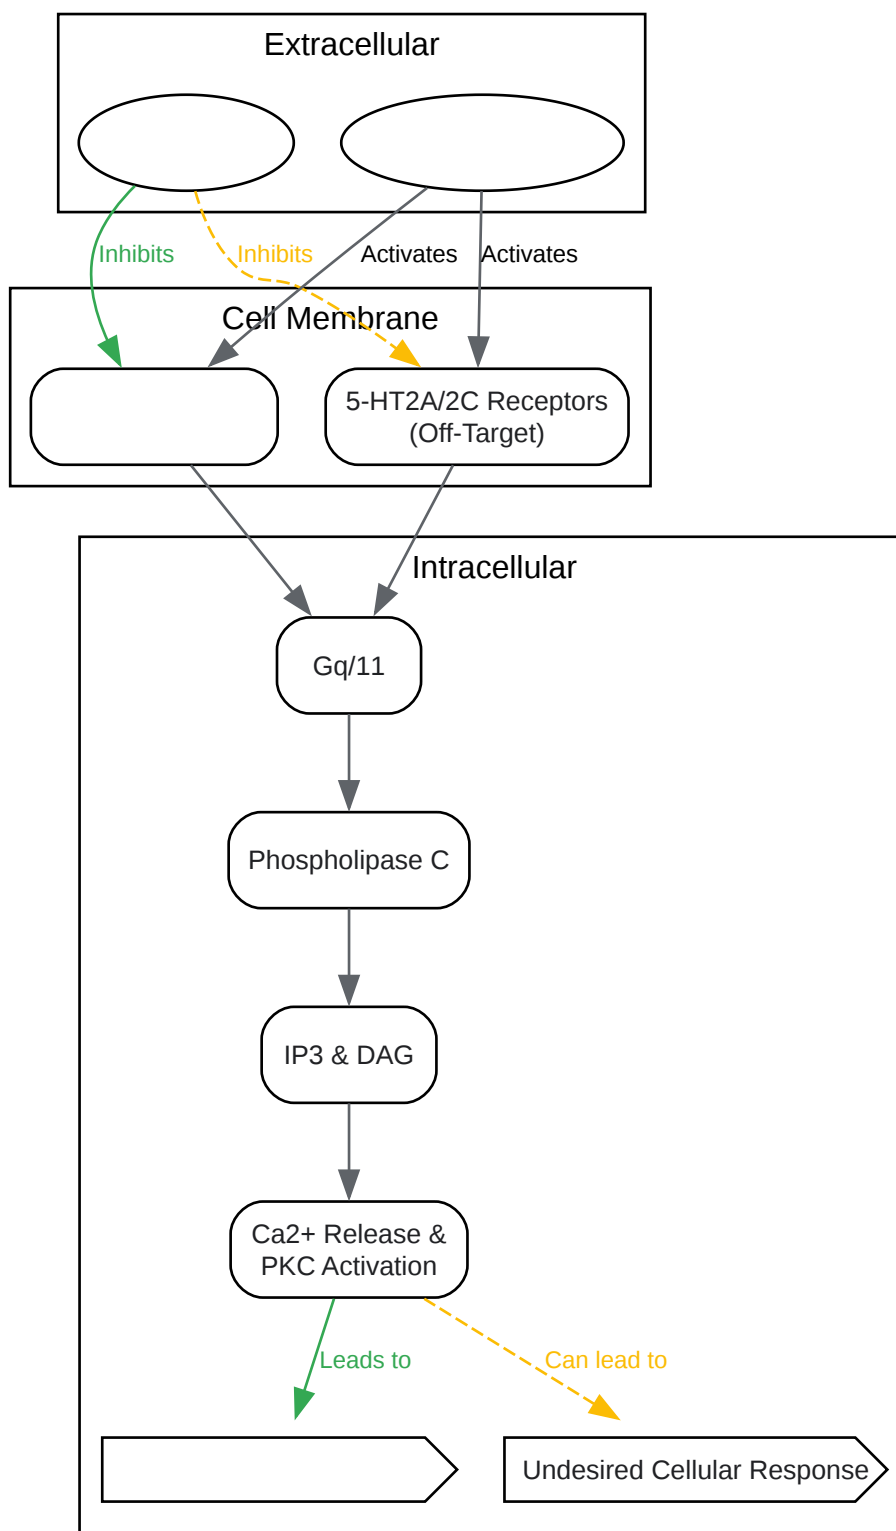 Extracellular
Inhibits
Inhibits
Activates
Activates
Cell Membrane
5-HT2A/2C Receptors
(Off-Target)
Intracellular
Gq/11
Phospholipase C
IP3 & DAG
Ca2+ Release &
PKC Activation
Leads to
Can lead to
Undesired Cellular Response